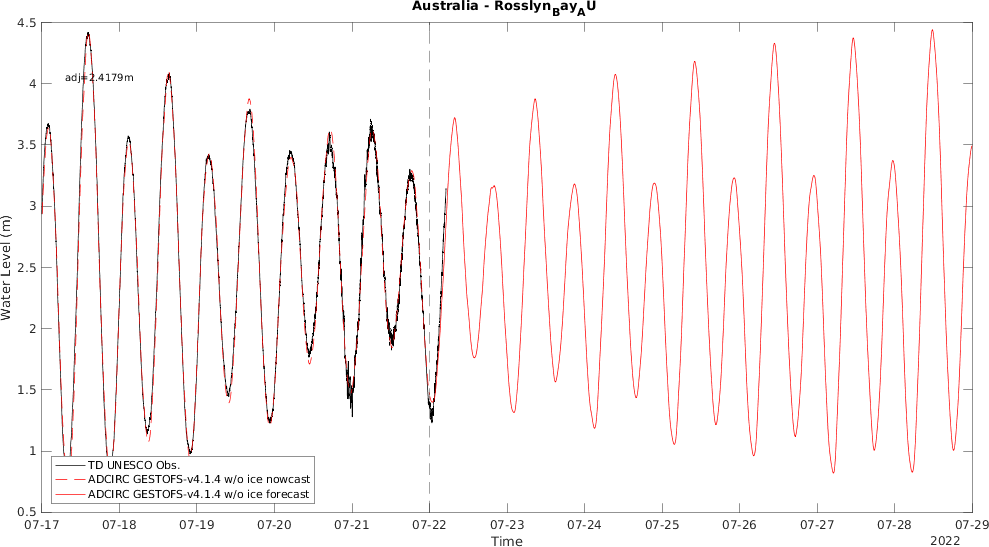 Australia - Rosslyn_Bay_AU
4.5
4
3.5
3
2.5
2
1.5
1
0.5
Water Level (m)
adj=2.4179m
TD UNESCO Obs.
ADCIRC GESTOFS-v4.1.4 w/o ice nowcast
ADCIRC GESTOFS-v4.1.4 w/o ice forecast
07-17 07-18 07-19 07-20 07-21 07-22 07-23 07-24 07-25 07-26 07-27 07-28 07-29
Time
2022